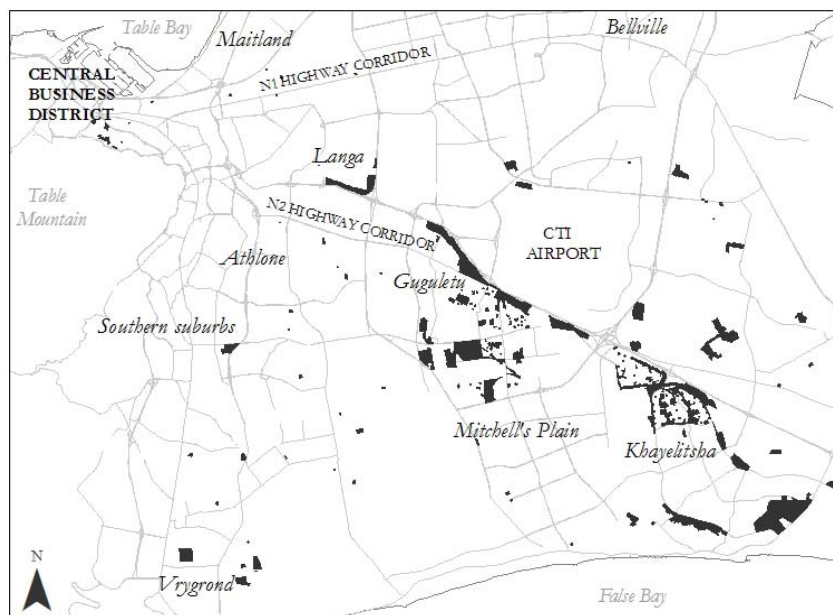 Table Bay
Maitland
Bellville
CENTRAL
BUSINESS
DISTRICT
N1 HIGHWAY CORRIDOR
Langa
Table
Mountain
N2 HIGHWAY CORRIDOR
CTI
AIRPORT
Athlone
Guguletu
Southern suburbs
Mitchell's Plain
Khayelitsha
N
Vrygrond
False Bay